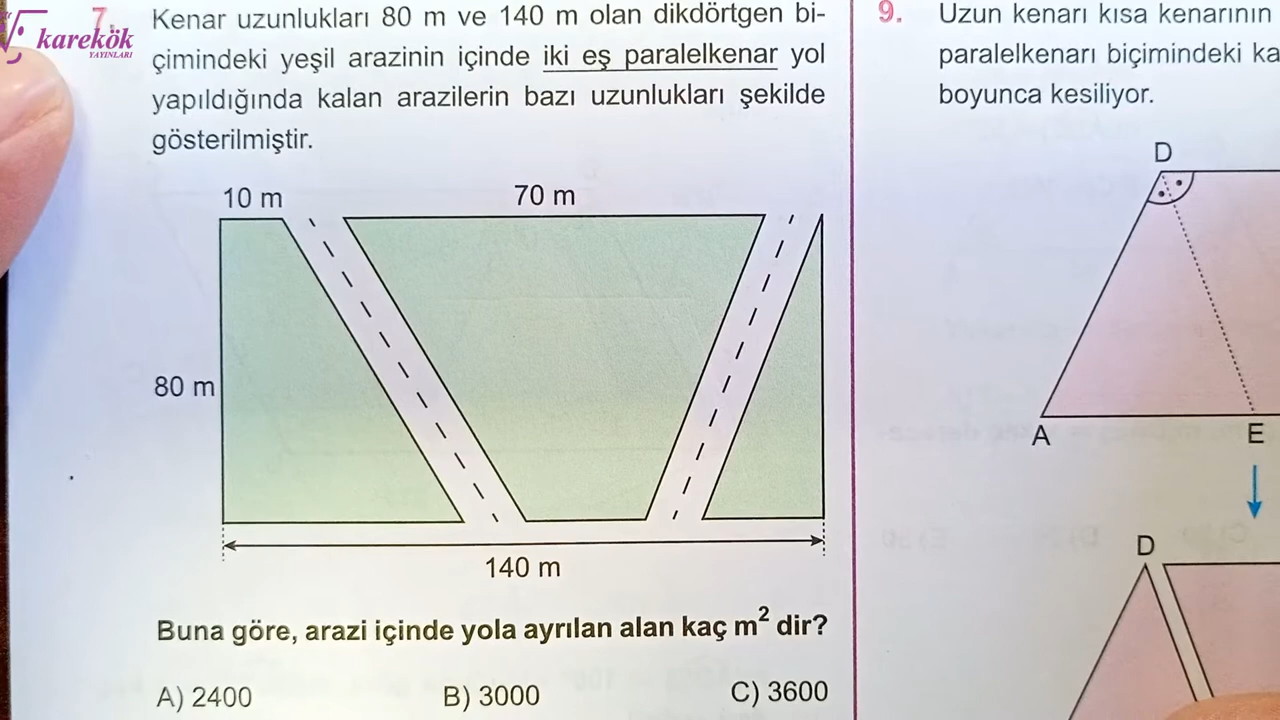 karekök
YAYINLARI
7. Kenar uzunlukları 80 m ve 140 m olan dikdörtgen bi-
çimindeki yeşil arazinin içinde iki eş paralelkenar yol
yapıldığında kalan arazilerin bazı uzunlukları şekilde
gösterilmiştir.
10 m
70 m
80 m
140 m
Buna göre, arazi içinde yola ayrılan alan kaç m² dir?
A) 2400 B) 3000 C) 3600
9. Uzun kenarı kısa kenarının
paralelkenarı biçimindeki ka
boyunca kesiliyor.
D
A
E
D